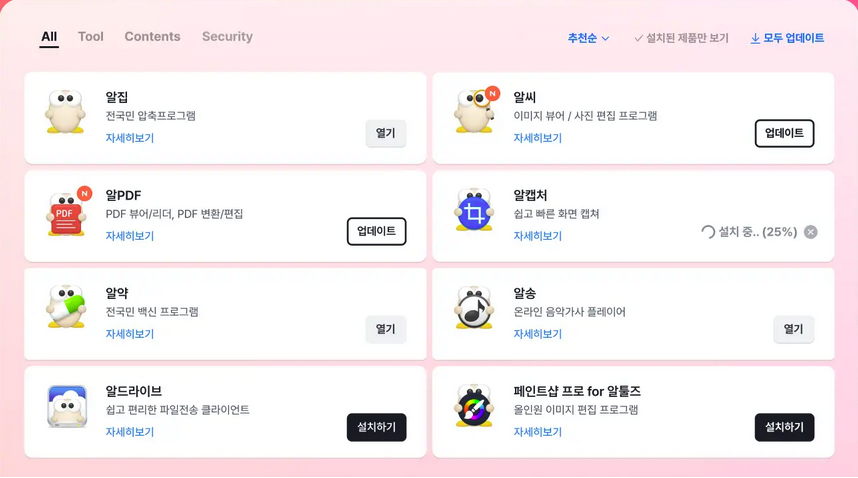 All Tool Contents Security
추천순 설치된 제품만 보기 모두 업데이트
알집
전국민 압축프로그램
자세히보기
열기
N
알씨
이미지 뷰어 / 사진 편집 프로그램
자세히보기
업데이트
N
PDF
알PDF
PDF 뷰어/리더, PDF 변환/편집
자세히보기
업데이트
알캡처
쉽고 빠른 화면 캡쳐
자세히보기
설치 중.. (25%)
알약
전국민 백신 프로그램
자세히보기
열기
알송
온라인 음악가사 플레이어
자세히보기
열기
알드라이브
쉽고 편리한 파일전송 클라이언트
자세히보기
설치하기
페인트샵 프로 for 알툴즈
올인원 이미지 편집 프로그램
자세히보기
설치하기